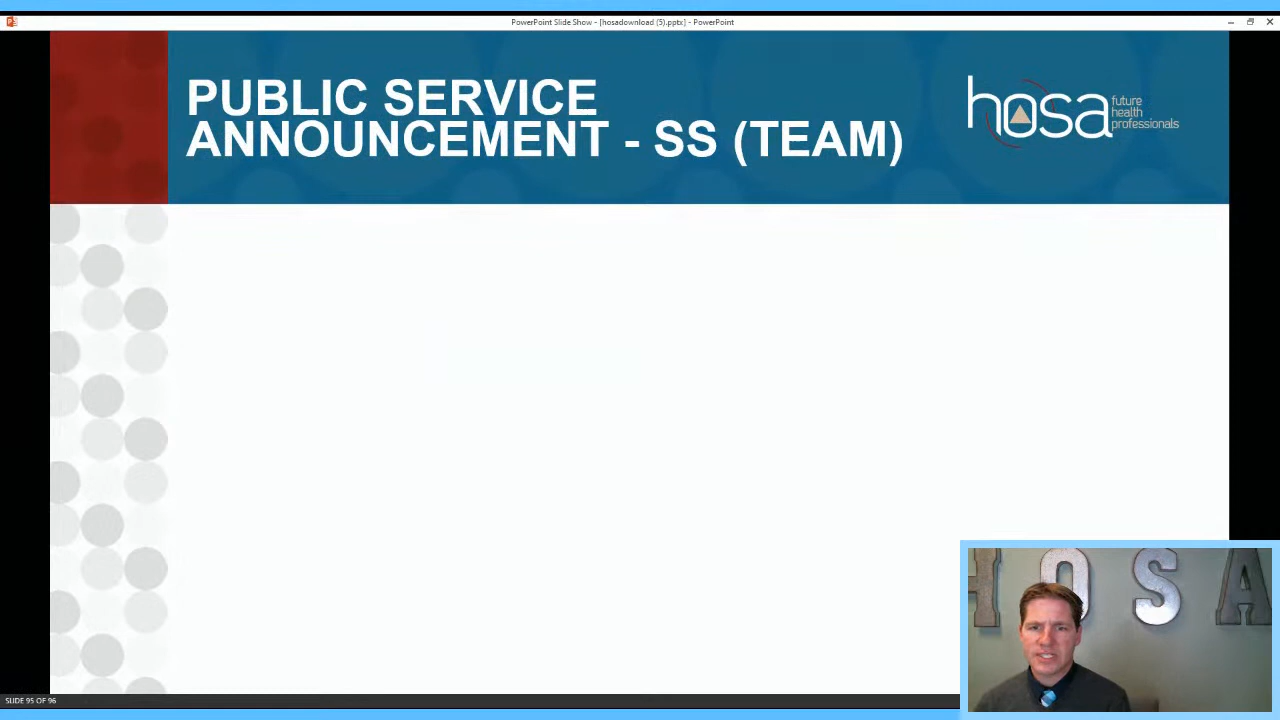 PowerPoint Slide Show - [hosadownload (5).pptx] - PowerPoint
PUBLIC SERVICE
ANNOUNCEMENT - SS (TEAM)
hosa future
health
professionals
HOSA
SLIDE 95 OF 96